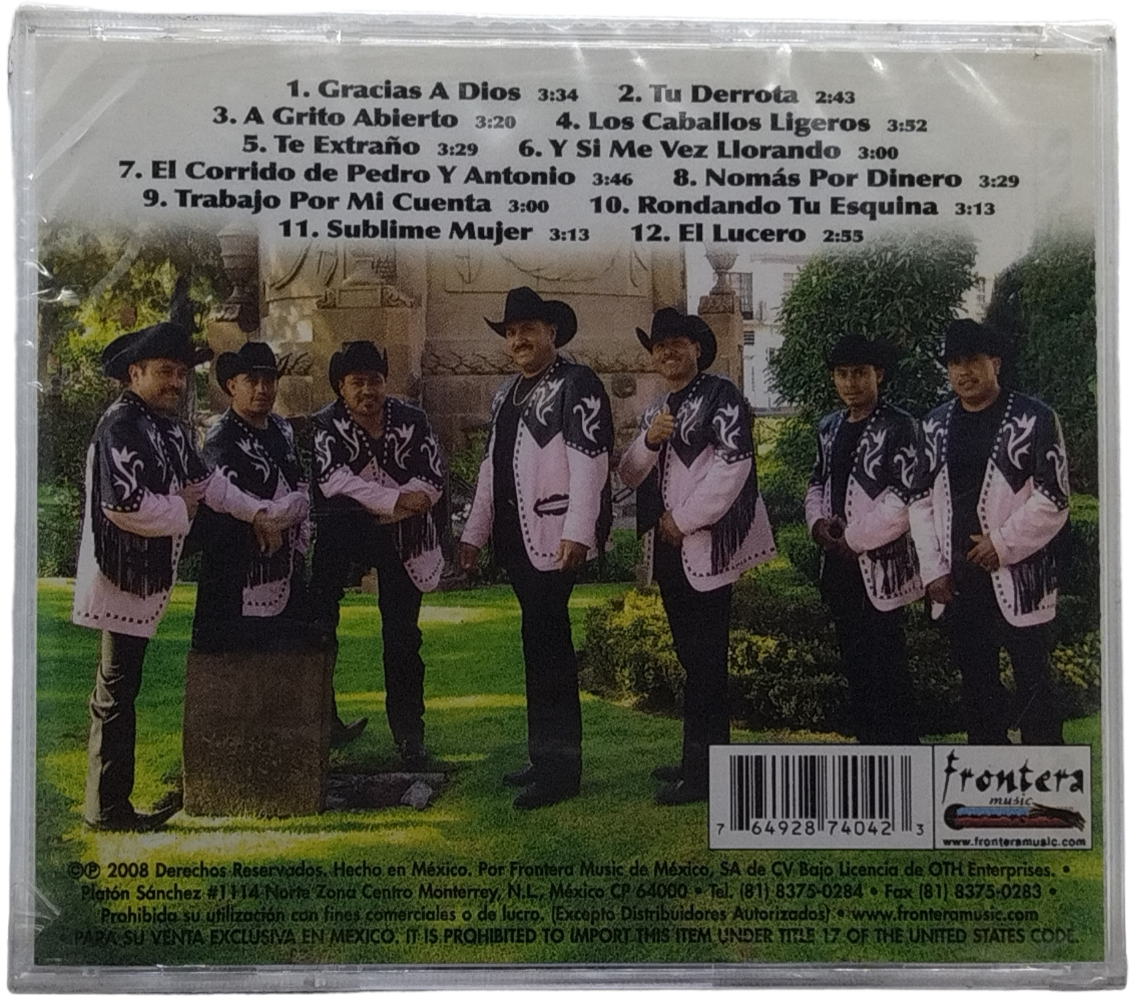 1. Gracias A Dios 3:34 2. Tu Derrota 2:43
3. A Grito Abierto 3:20 4. Los Caballos Ligeros 3:52
5. Te Extraño 3:29 6. Y Si Me Vez Llorando 3:00
7. El Corrido de Pedro Y Antonio 3:46 8. Nomás Por Dinero 3:29
9. Trabajo Por Mi Cuenta 3:00 10. Rondando Tu Esquina 3:13
11. Sublime Mujer 3:13 12. El Lucero 2:55
frontera
music
www.fronteramusic.com
7 64928 74042 3
©℗ 2008 Derechos Reservados. Hecho en México. Por Frontera Music de México, SA de CV Bajo Licencia de OTH Enterprises. •
Platón Sánchez #1114 Norte Zona Centro Monterrey, N.L., México CP 64000 • Tel. (81) 8375-0284 • Fax (81) 8375-0283 •
Prohibida su utilización con fines comerciales o de lucro. (Excepto Distribuidores Autorizados) • www.fronteramusic.com
• PARA SU VENTA EXCLUSIVA EN MEXICO. IT IS PROHIBITED TO IMPORT THIS ITEM UNDER TITLE 17 OF THE UNITED STATES CODE.